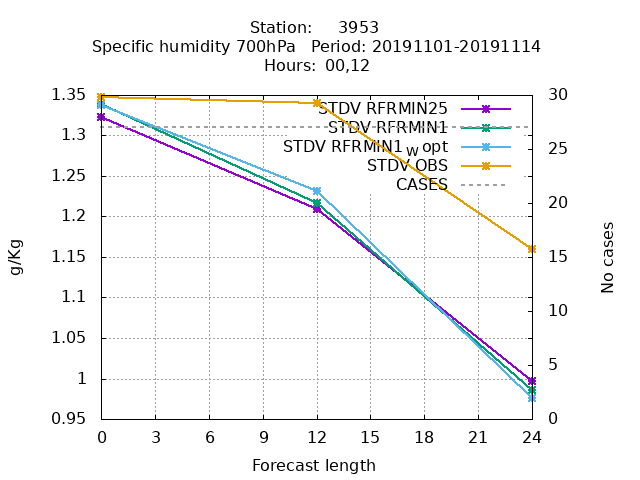 Station: 3953
Specific humidity 700hPa Period: 20191101-20191114
Hours: 00,12
1.35
1.3
1.25
1.2
1.15
1.1
1.05
1
0.95
g/Kg
STDV RFRMIN25
STDV RFRMIN1
STDV RFRMIN1 w opt
STDV OBS
CASES
30
25
20
15
10
5
0
No cases
0 3 6 9 12 15 18 21 24
Forecast length